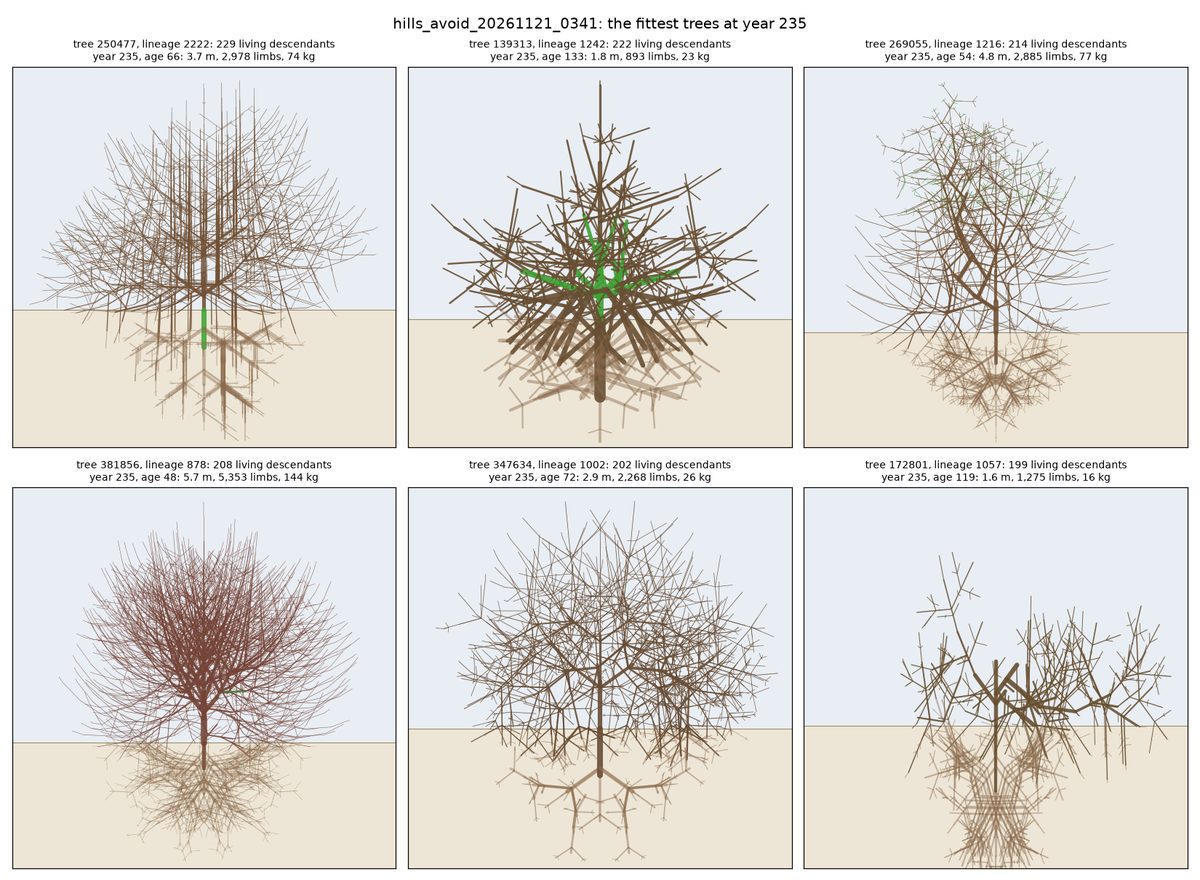 hills_avoid_20261121_0341: the fittest trees at year 235
tree 250477, lineage 2222: 229 living descendants
year 235, age 66: 3.7 m, 2,978 limbs, 74 kg
tree 139313, lineage 1242: 222 living descendants
year 235, age 133: 1.8 m, 893 limbs, 23 kg
tree 269055, lineage 1216: 214 living descendants
year 235, age 54: 4.8 m, 2,885 limbs, 77 kg
tree 381856, lineage 878: 208 living descendants
year 235, age 48: 5.7 m, 5,353 limbs, 144 kg
tree 347634, lineage 1002: 202 living descendants
year 235, age 72: 2.9 m, 2,268 limbs, 26 kg
tree 172801, lineage 1057: 199 living descendants
year 235, age 119: 1.6 m, 1,275 limbs, 16 kg